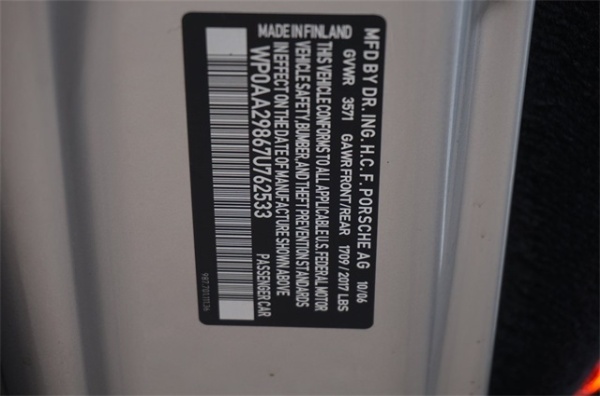 MFD BY DR. ING. H.C. F. PORSCHE AG 10/06
GVWR 3571 GAWR FRONT/REAR 1709 / 2017 LBS
THIS VEHICLE CONFORMS TO ALL APPLICABLE U.S. FEDERAL MOTOR
VEHICLE SAFETY, BUMPER, AND THEFT PREVENTION STANDARDS
IN EFFECT ON THE DATE OF MANUFACTURE SHOWN ABOVE
MADE IN FINLAND
WP0AA29867U762533 PASSENGER CAR